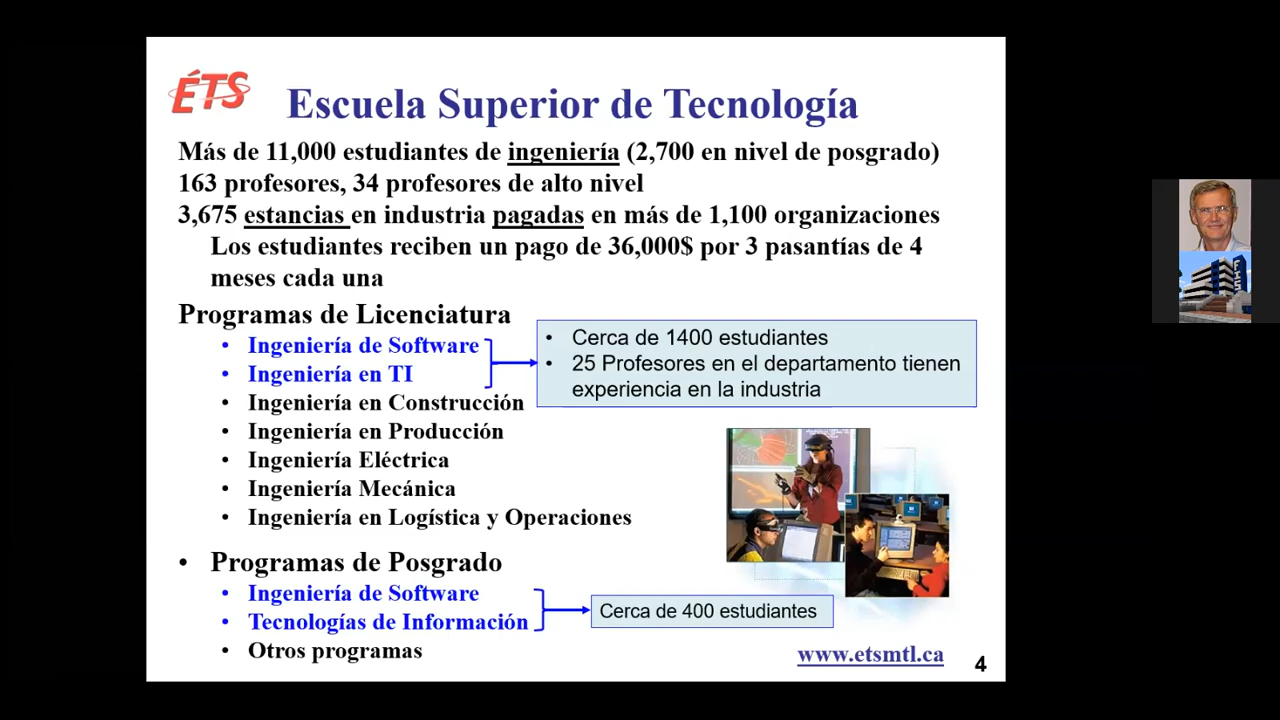 ÉTS
Escuela Superior de Tecnología
Más de 11,000 estudiantes de ingeniería (2,700 en nivel de posgrado)
163 profesores, 34 profesores de alto nivel
3,675 estancias en industria pagadas en más de 1,100 organizaciones
Los estudiantes reciben un pago de 36,000$ por 3 pasantías de 4
meses cada una
Programas de Licenciatura
• Ingeniería de Software
• Ingeniería en TI
• Cerca de 1400 estudiantes
• 25 Profesores en el departamento tienen
experiencia en la industria
• Ingeniería en Construcción
• Ingeniería en Producción
• Ingeniería Eléctrica
• Ingeniería Mecánica
• Ingeniería en Logística y Operaciones
• Programas de Posgrado
• Ingeniería de Software
• Tecnologías de Información
Cerca de 400 estudiantes
• Otros programas
www.etsmtl.ca
4